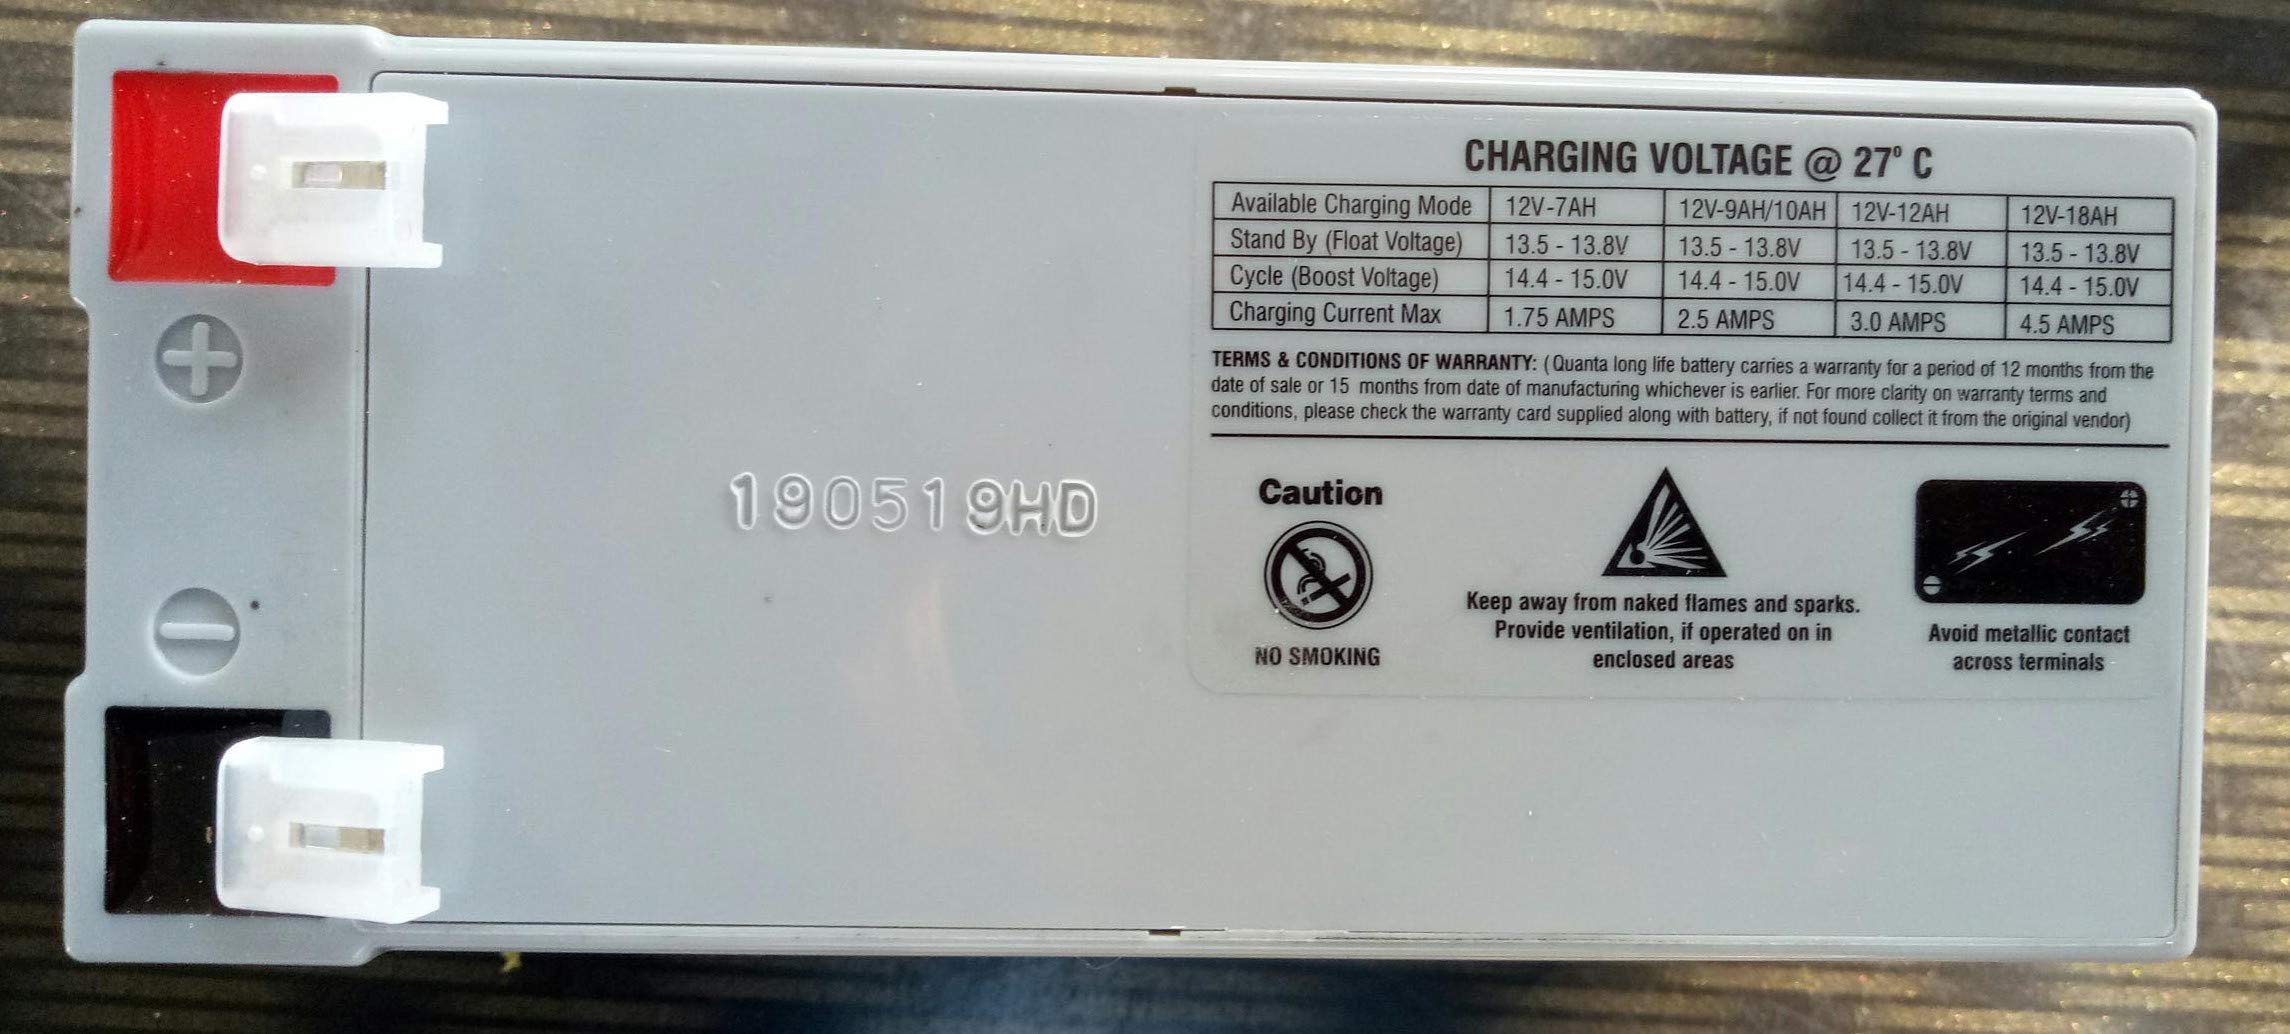 190519HD
CHARGING VOLTAGE @ 27° C
Available Charging Mode 12V-7AH 12V-9AH/10AH 12V-12AH 12V-18AH
Stand By (Float Voltage) 13.5 - 13.8V 13.5 - 13.8V 13.5 - 13.8V 13.5 - 13.8V
Cycle (Boost Voltage) 14.4 - 15.0V 14.4 - 15.0V 14.4 - 15.0V 14.4 - 15.0V
Charging Current Max 1.75 AMPS 2.5 AMPS 3.0 AMPS 4.5 AMPS
TERMS & CONDITIONS OF WARRANTY: ( Quanta long life battery carries a warranty for a period of 12 months from the
date of sale or 15 months from date of manufacturing whichever is earlier. For more clarity on warranty terms and
conditions, please check the warranty card supplied along with battery, if not found collect it from the original vendor)
Caution
NO SMOKING
Keep away from naked flames and sparks.
Provide ventilation, if operated on in
enclosed areas
Avoid metallic contact
across terminals